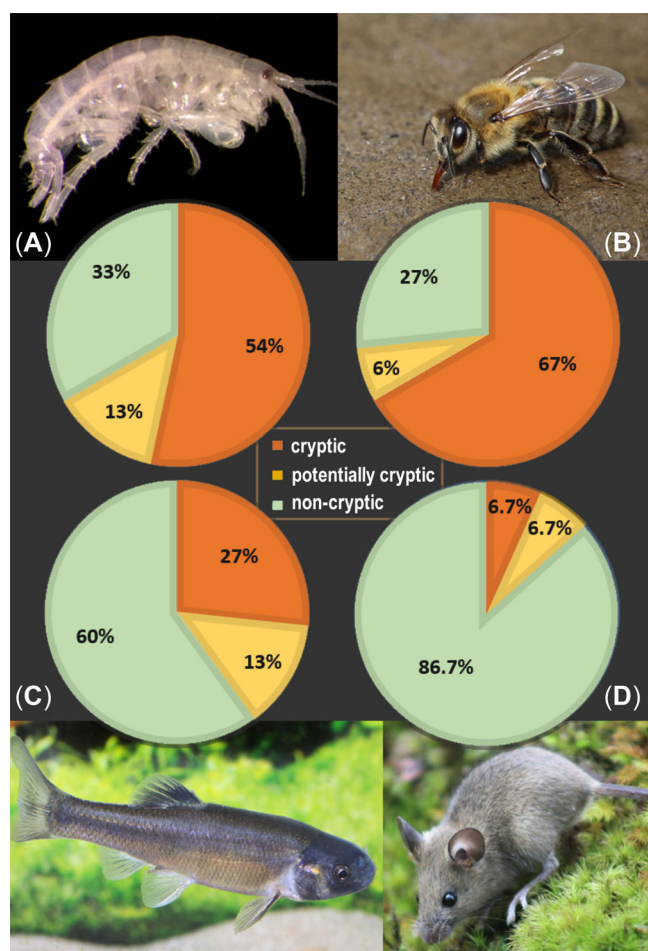 (A)
(B)
33%
54%
13%
27%
67%
6%
cryptic
potentially cryptic
non-cryptic
27%
60%
13%
6.7%
6.7%
86.7%
(C)
(D)